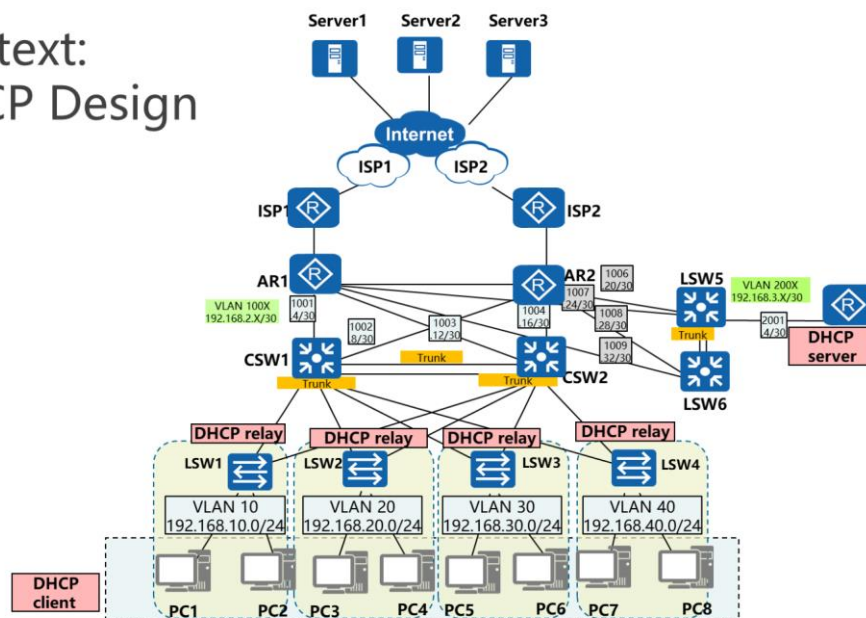 text:
CP Design
Server1
Server2
Server3
Internet
ISP1
ISP2
ISP1
ISP2
AR1
AR2
1006
20/30
LSW5
VLAN 200X
192.168.3.X/30
VLAN 100X
192.168.2.X/30
1001
4/30
1002
8/30
1003
.12/30
1004
16/30
1007
24/30
1008
28/30
1009
32/30
Trunk
2001
4/30
DHCP
server
CSW1
Trunk
CSW2
Trunk
Trunk
LSW6
DHCP relay
DHCP relay
DHCP relay
DHCP relay
LSW1
LSW2
LSW3
LSW4
VLAN 10
192.168.10.0/24
VLAN 20
192.168.20.0/24
VLAN 30
192.168.30.0/24
VLAN 40
192.168.40.0/24
DHCP
client
PC1
PC2
PC3
PC4
PC5
PC6
PC7
PC8